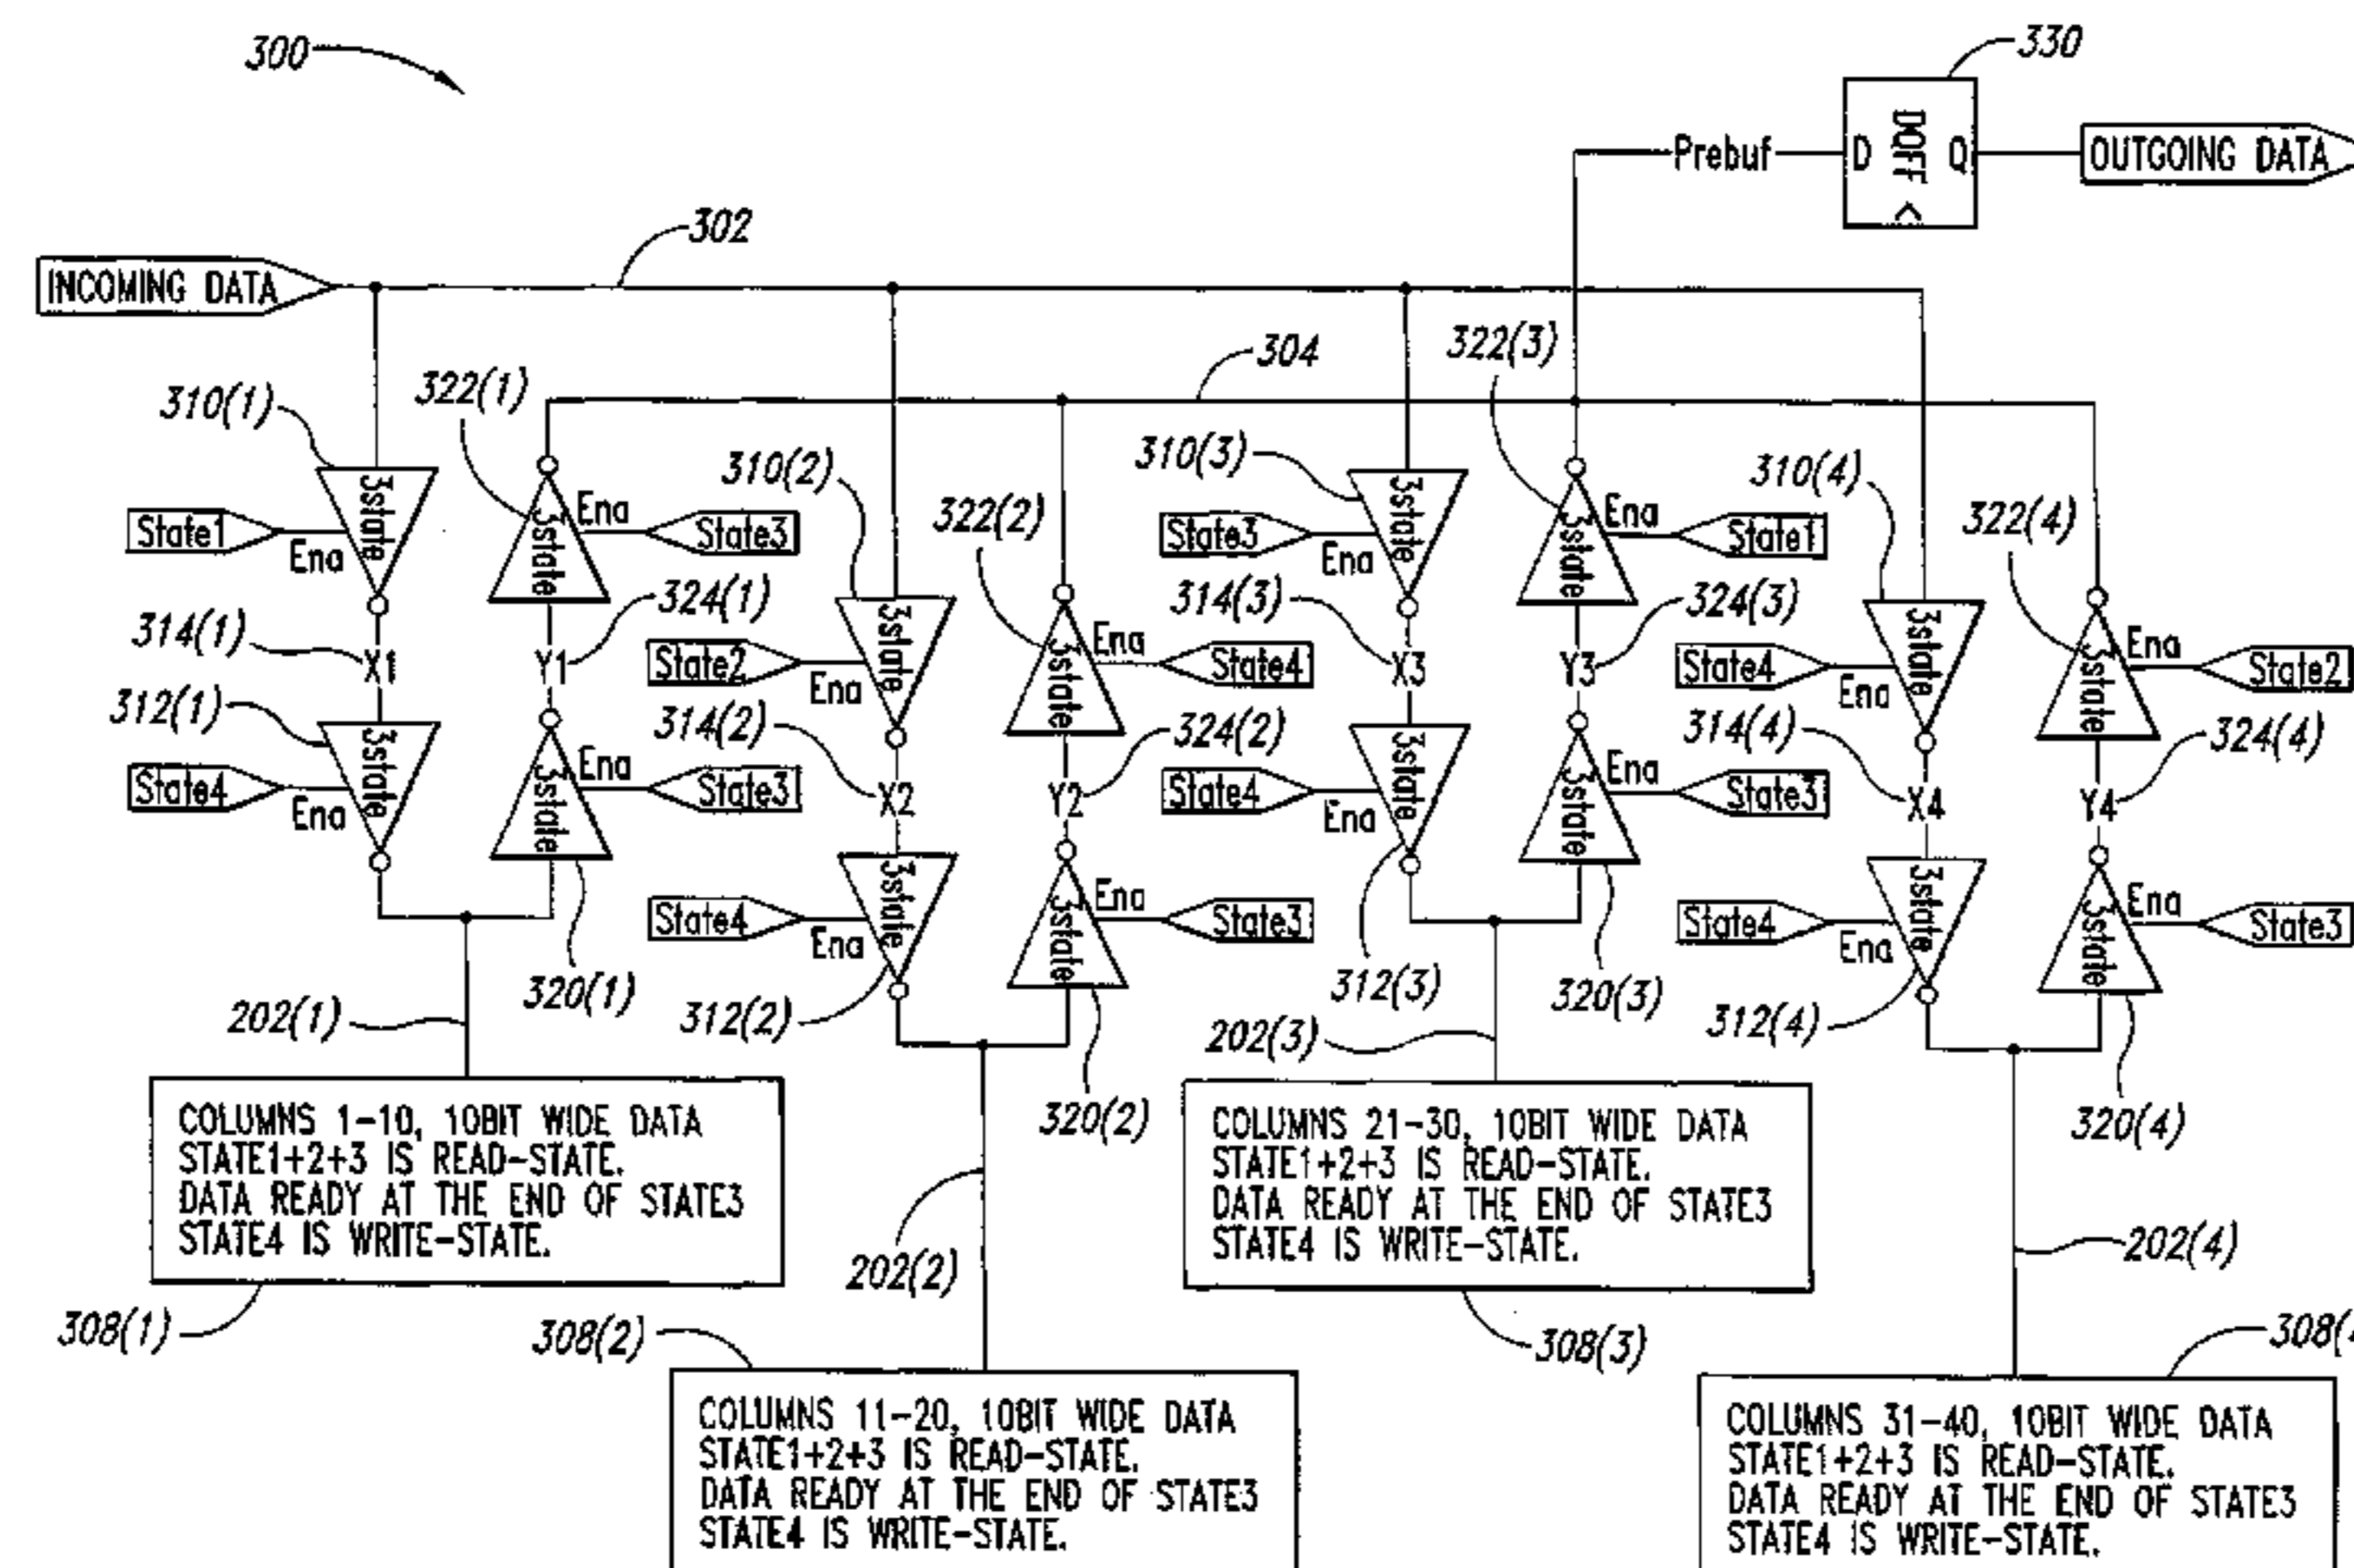 300
330
Prebuf
D DQFF Q
OUTGOING DATA
302
INCOMING DATA
304
322(3)
322(1)
310(1)
310(2)
310(3)
310(4)
322(2)
322(4)
State1
Ena
3state
3state
Ena
State3
State3
Ena
3state
3state
Ena
State1
314(1)
X1
Y1
324(1)
State2
Ena
3state
3state
Ena
State4
314(3)
X3
Y3
324(3)
State4
Ena
3state
3state
Ena
State2
312(1)
314(2)
X2
Y2
324(2)
314(4)
X4
Y4
324(4)
State4
Ena
3state
3state
Ena
State3
State4
Ena
3state
3state
Ena
State3
State4
Ena
3state
3state
Ena
State3
State4
Ena
3state
3state
Ena
State3
320(1)
312(2)
312(3)
320(3)
312(4)
202(1)
202(3)
320(2)
320(4)
COLUMNS 1-10, 10BIT WIDE DATA
STATE1+2+3 IS READ-STATE.
DATA READY AT THE END OF STATE3
STATE4 IS WRITE-STATE.
COLUMNS 21-30, 10BIT WIDE DATA
STATE1+2+3 IS READ-STATE.
DATA READY AT THE END OF STATE3
STATE4 IS WRITE-STATE.
202(2)
202(4)
308(1)
308(2)
308(3)
COLUMNS 11-20, 10BIT WIDE DATA
STATE1+2+3 IS READ-STATE.
DATA READY AT THE END OF STATE3
STATE4 IS WRITE-STATE.
COLUMNS 31-40, 10BIT WIDE DATA
STATE1+2+3 IS READ-STATE.
DATA READY AT THE END OF STATE3
STATE4 IS WRITE-STATE.